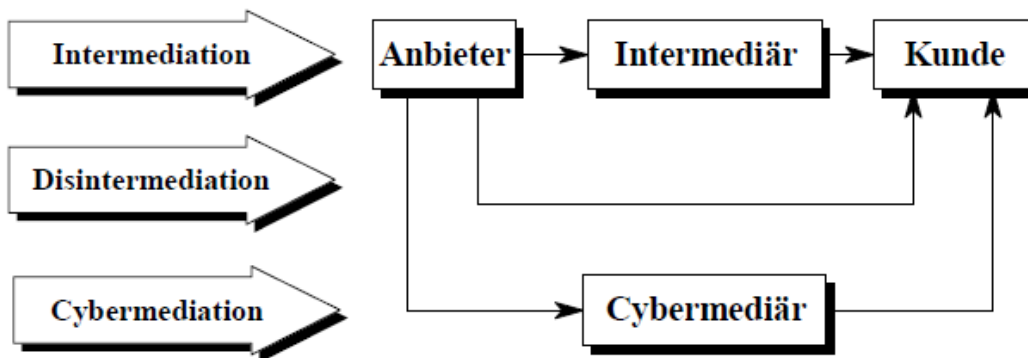 Intermediation
Anbieter
Intermediär
Kunde
Disintermediation
Cybermediation
Cybermediär